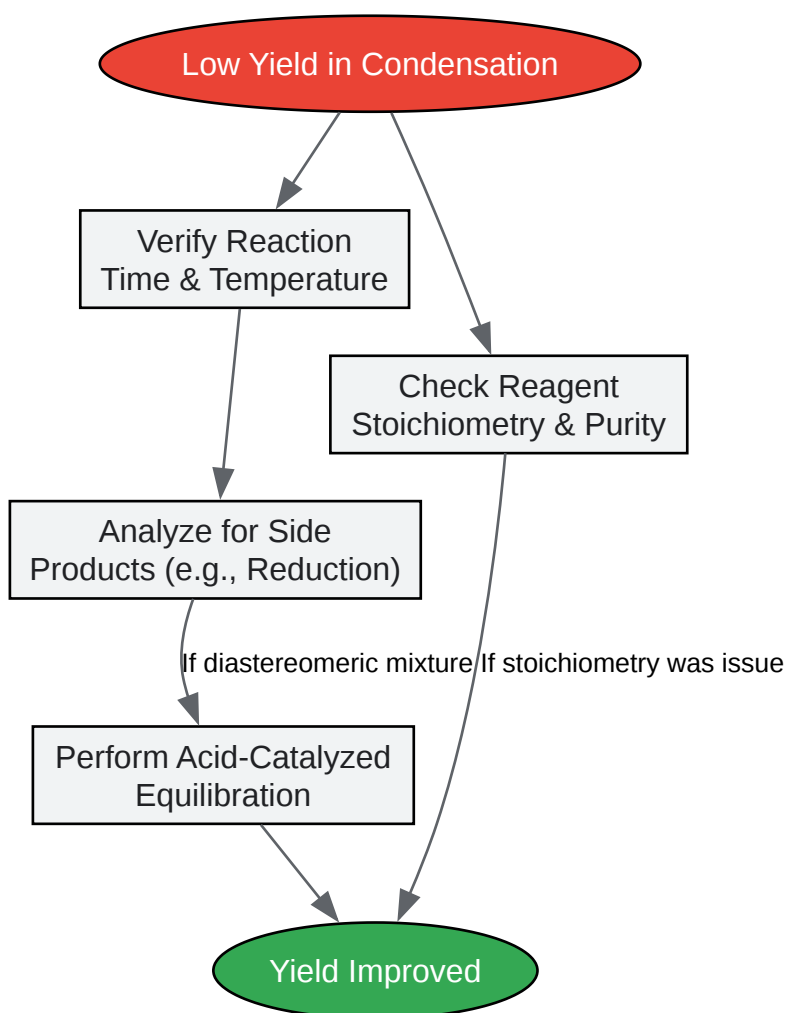 Low Yield in Condensation
Verify Reaction
Time & Temperature
Check Reagent
Stoichiometry & Purity
Analyze for Side
Products (e.g., Reduction)
If diastereomeric mixture
If stoichiometry was issue
Perform Acid-Catalyzed
Equilibration
Yield Improved